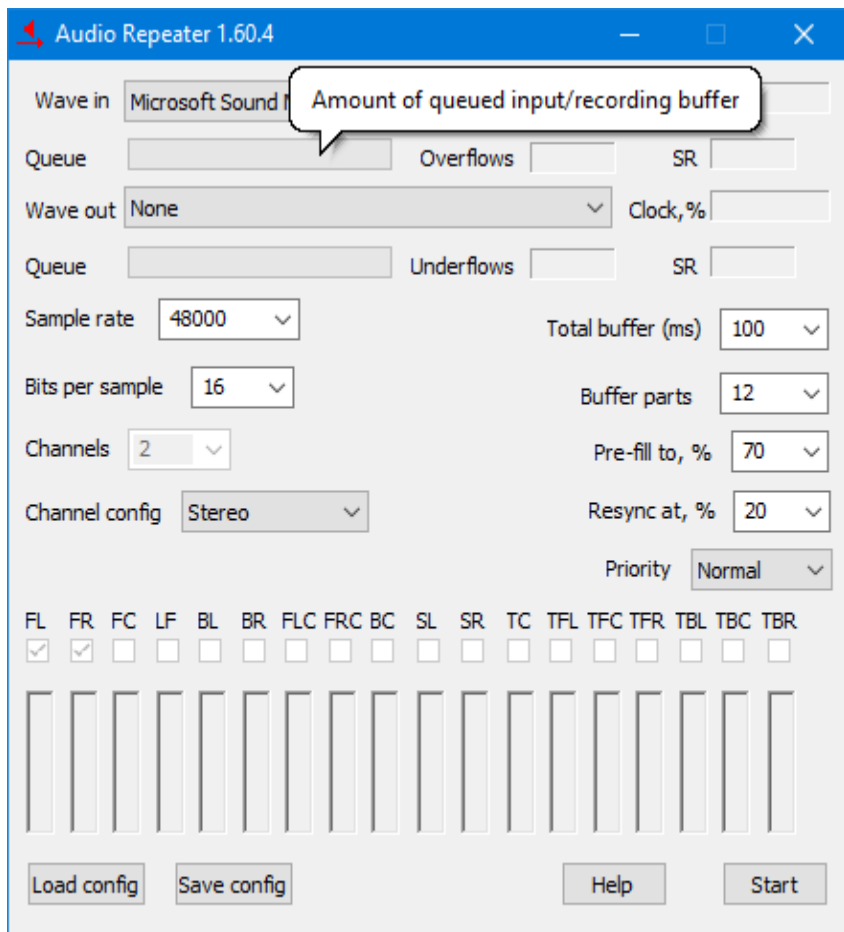 Audio Repeater 1.60.4
Wave in Microsoft Sound
Amount of queued input/recording buffer
Queue Overflows SR
Wave out None Clock,%
Queue Underflows SR
Sample rate 48000 Total buffer (ms) 100
Bits per sample 16 Buffer parts 12
Channels 2 Pre-fill to, % 70
Channel config Stereo Resync at, % 20
Priority Normal
FL FR FC LF BL BR FLC FRC BC SL SR TC TFL TFC TFR TBL TBC TBR
Load config Save config Help Start